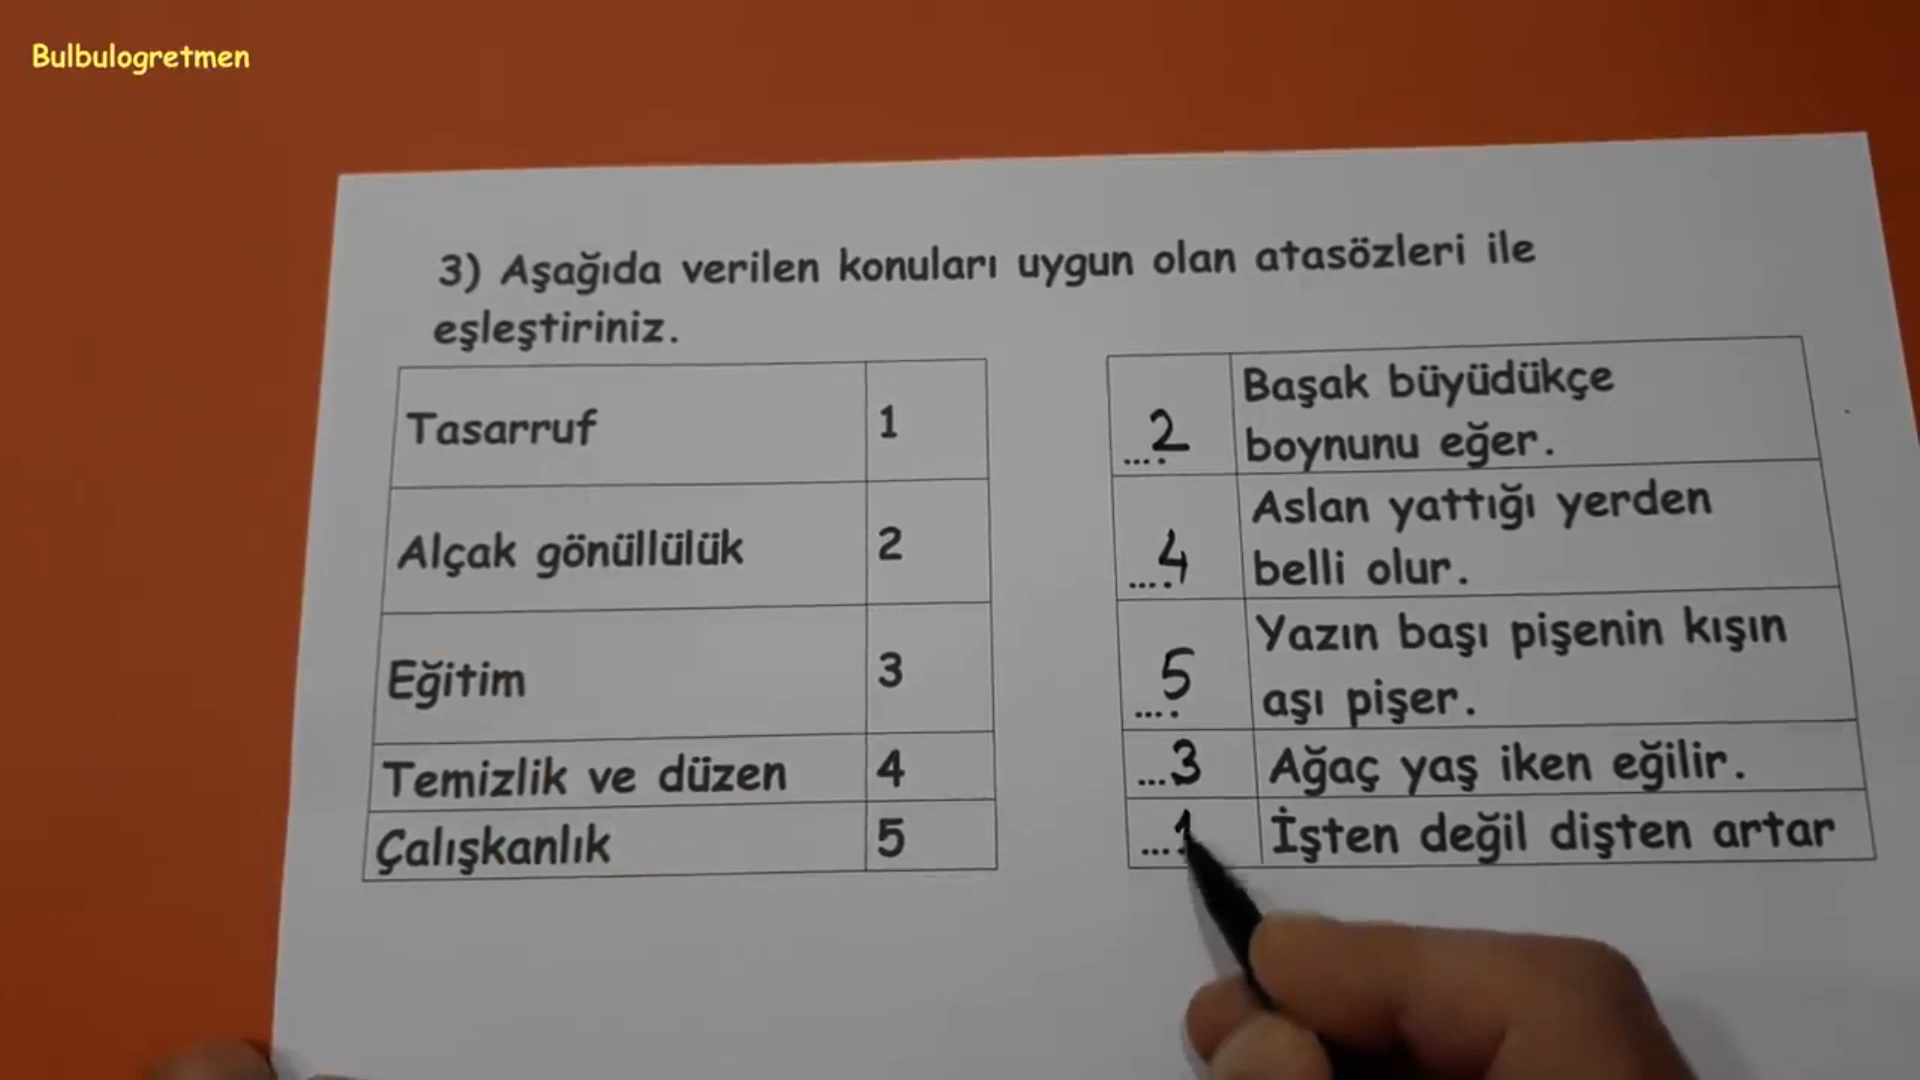 Bulbulogretmen
3) Aşağıda verilen konuları uygun olan atasözleri ile
eşleştiriniz.
Tasarruf 1
Alçak gönüllülük 2
Eğitim 3
Temizlik ve düzen 4
Çalışkanlık 5
....2 Başak büyüdükçe
boynunu eğer.
....4 Aslan yattığı yerden
belli olur.
....5 Yazın başı pişenin kışın
aşı pişer.
...3 Ağaç yaş iken eğilir.
...1 İşten değil dişten artar